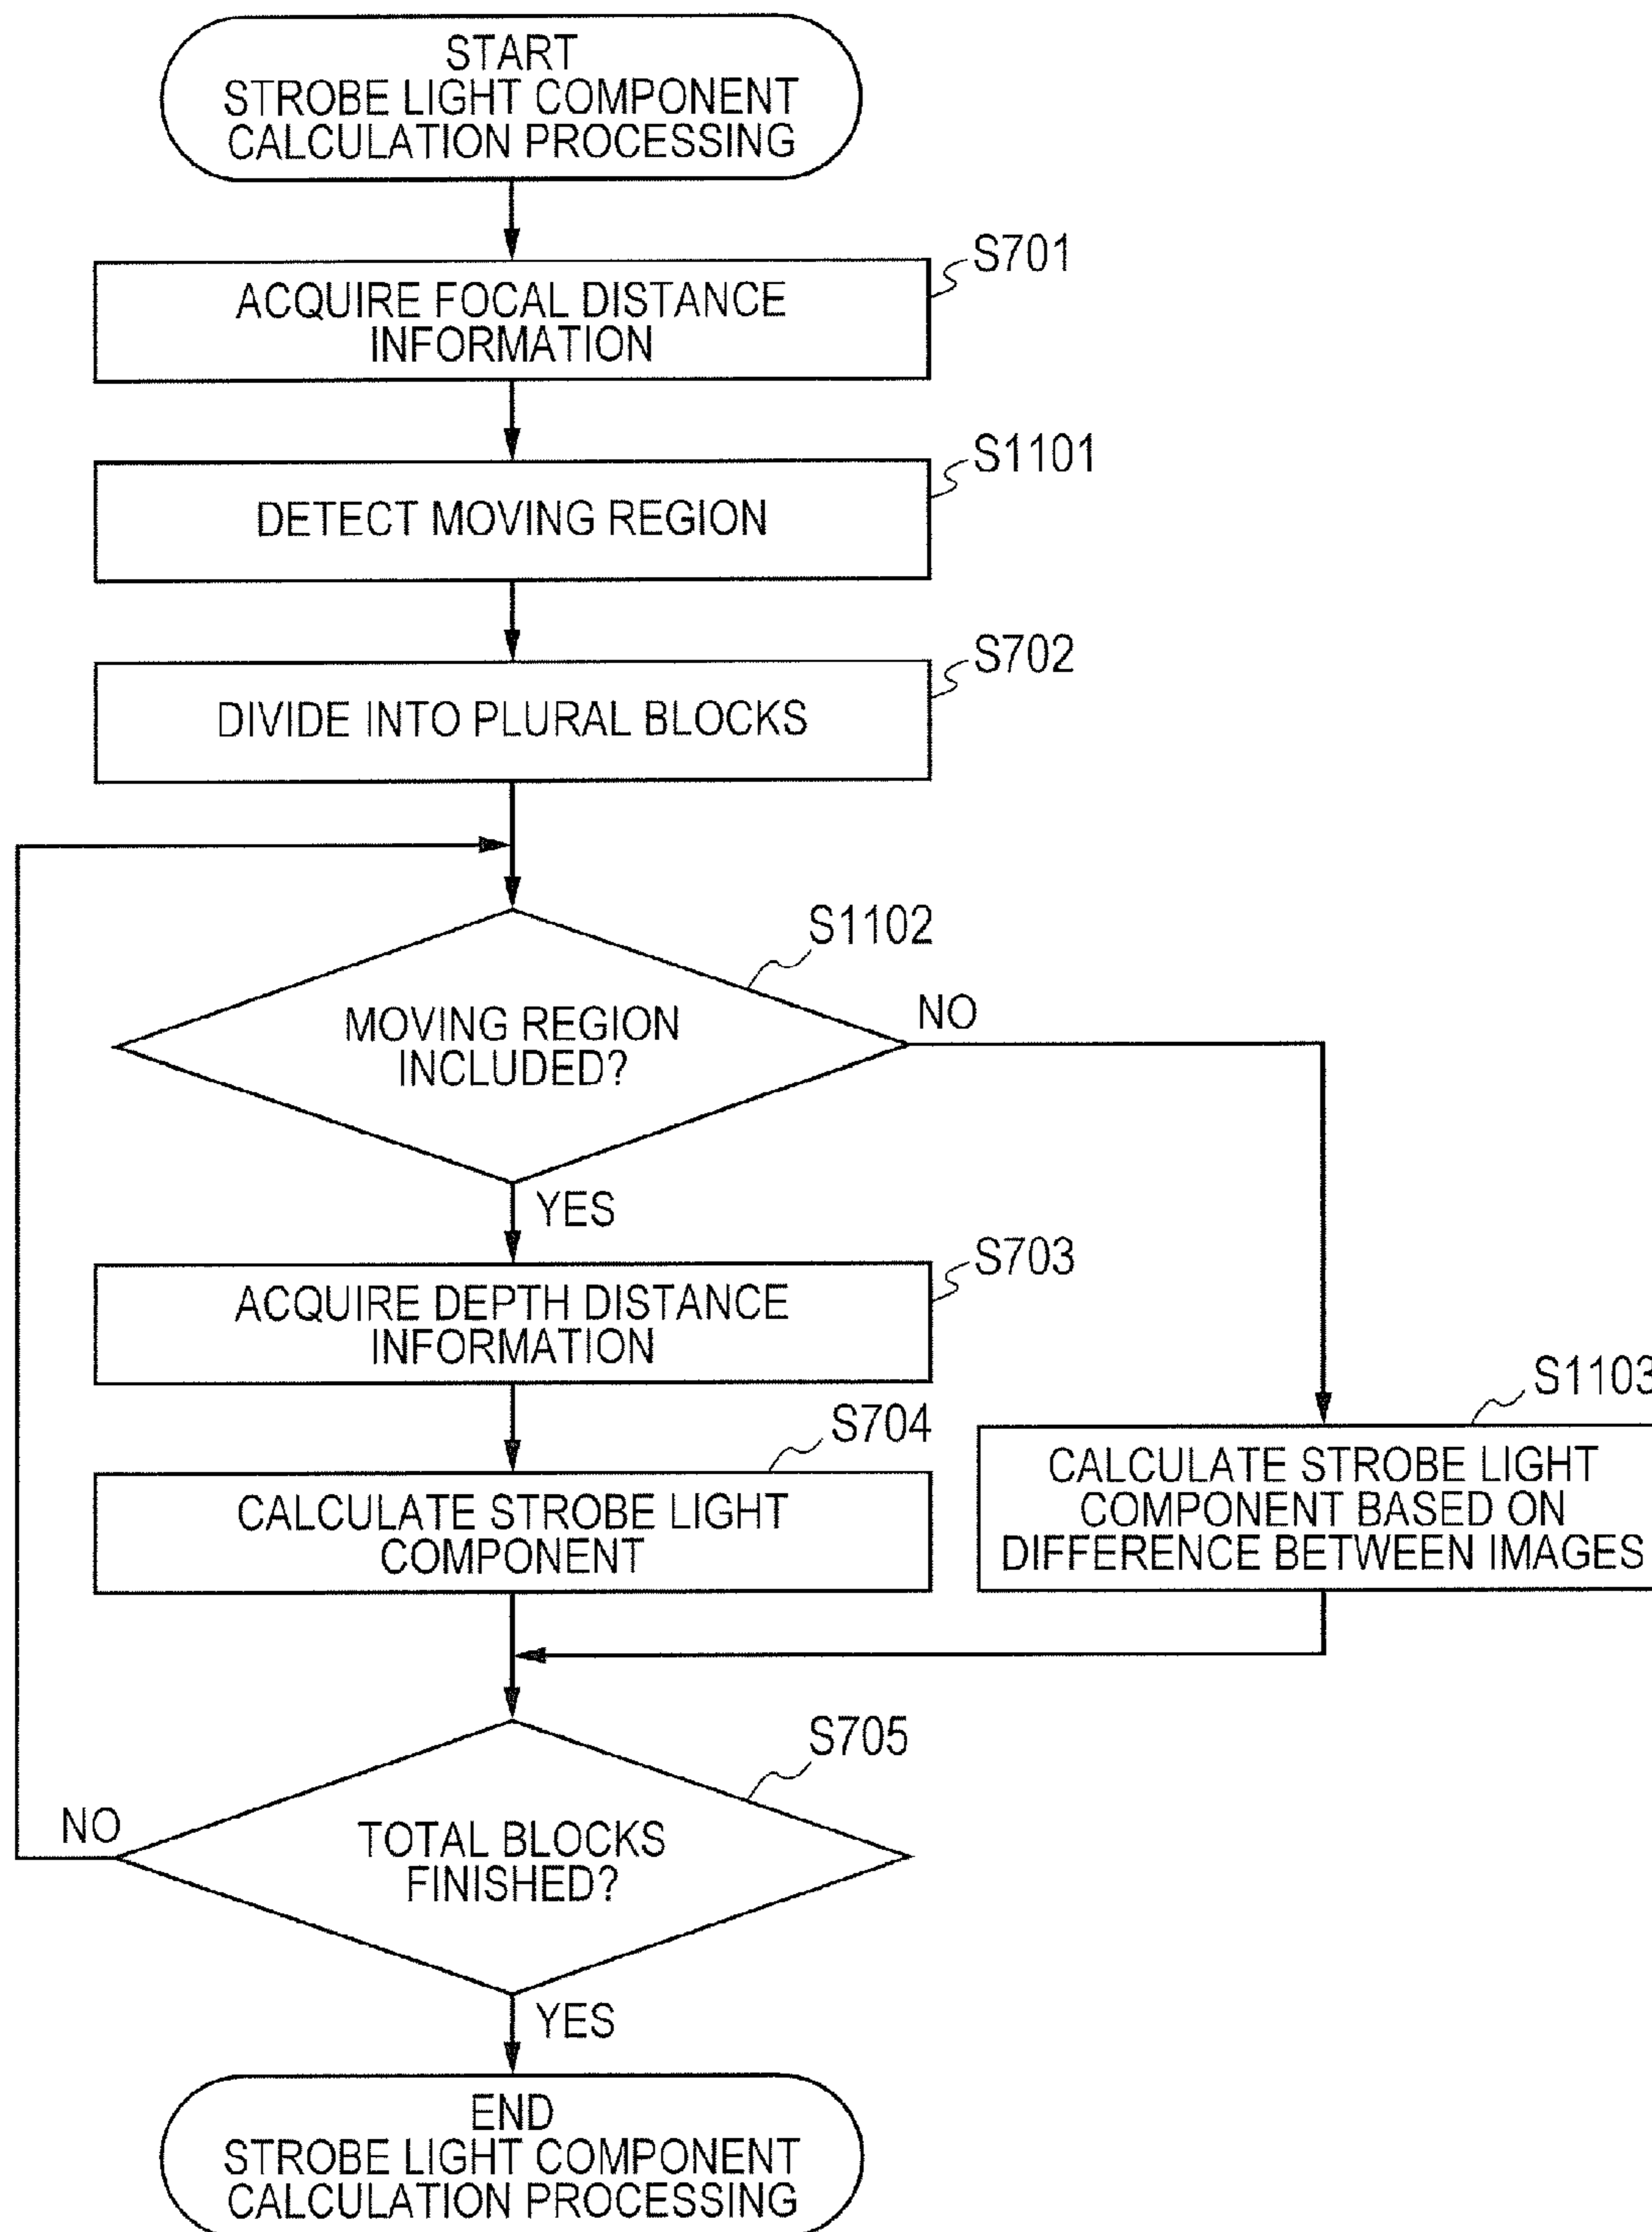 START
STROBE LIGHT COMPONENT
CALCULATION PROCESSING
S701
ACQUIRE FOCAL DISTANCE
INFORMATION
S1101
DETECT MOVING REGION
S702
DIVIDE INTO PLURAL BLOCKS
S1102
MOVING REGION
INCLUDED?
NO
YES
S703
ACQUIRE DEPTH DISTANCE
INFORMATION
S704
CALCULATE STROBE LIGHT
COMPONENT
S1103
CALCULATE STROBE LIGHT
COMPONENT BASED ON
DIFFERENCE BETWEEN IMAGES
S705
TOTAL BLOCKS
FINISHED?
NO
YES
END
STROBE LIGHT COMPONENT
CALCULATION PROCESSING